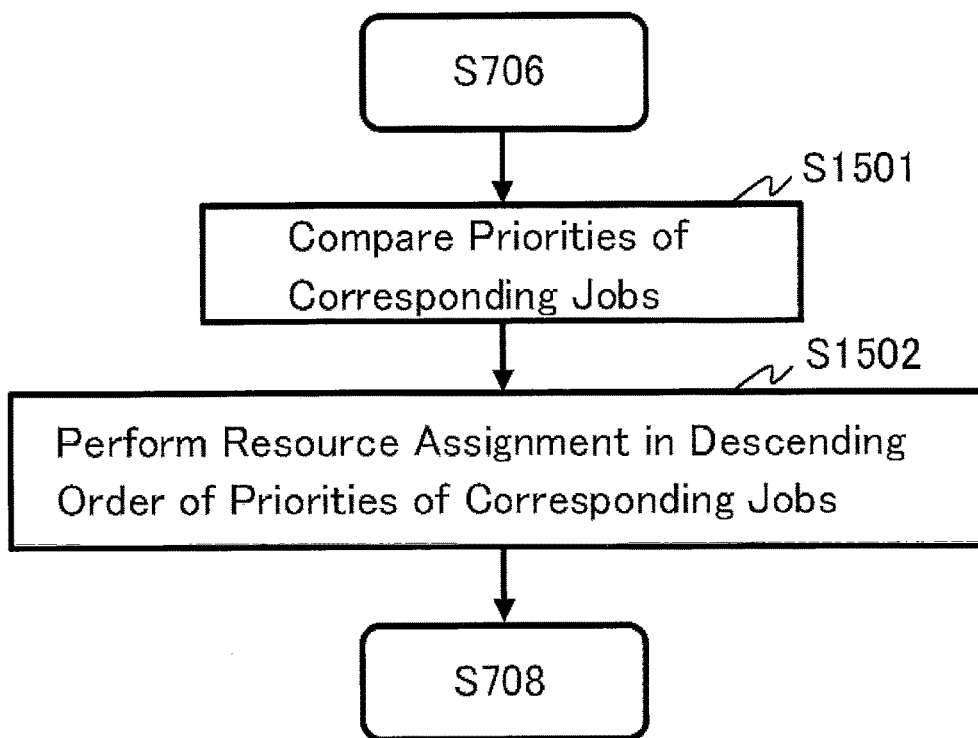 S706
S1501
Compare Priorities of
Corresponding Jobs
S1502
Perform Resource Assignment in Descending
Order of Priorities of Corresponding Jobs
S708